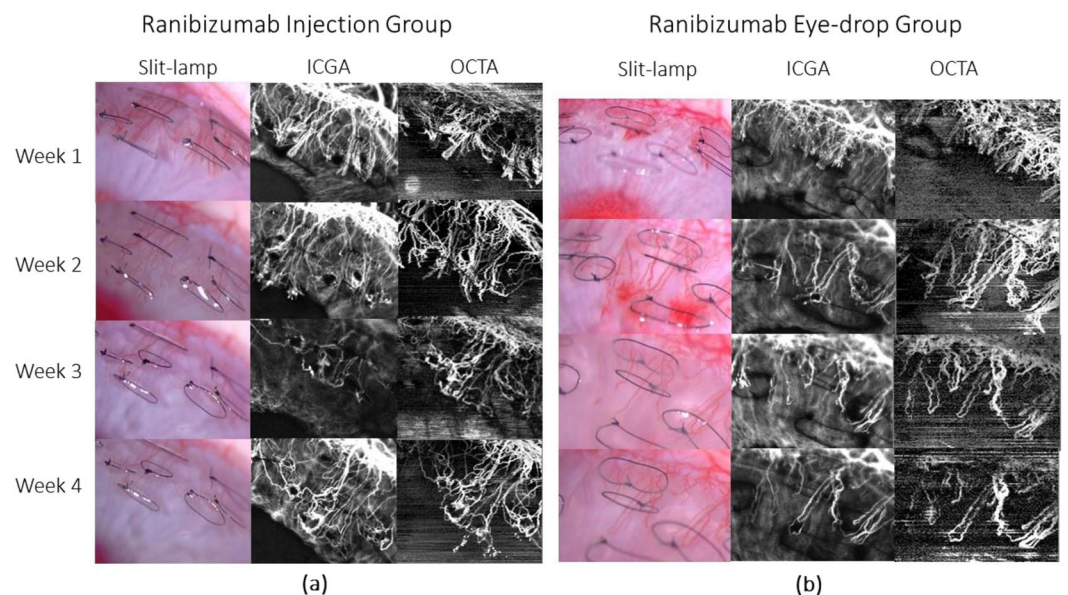 Ranibizumab Injection Group
Ranibizumab Eye-drop Group
Slit-lamp ICGA OCTA
Slit-lamp ICGA OCTA
Week 1
Week 2
Week 3
Week 4
(a)
(b)